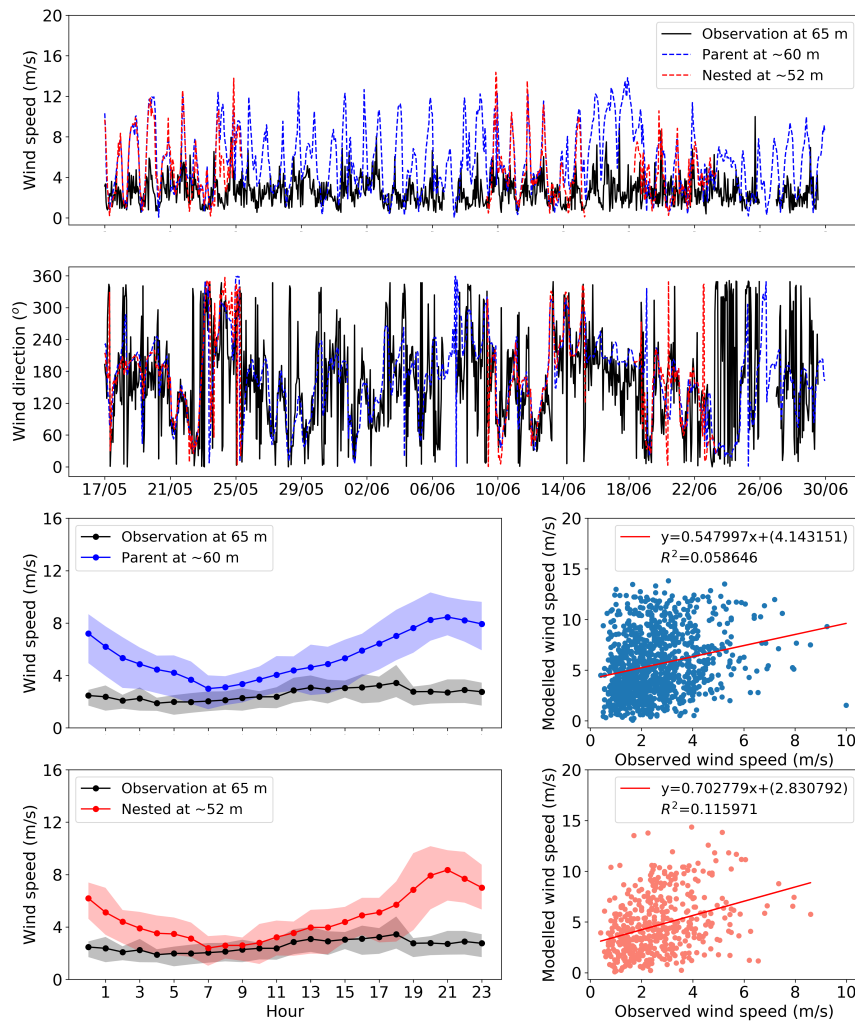 20
16
12
8
4
0
Wind speed (m/s)
Observation at 65 m
Parent at ~60 m
Nested at ~52 m
360
300
240
180
120
60
0
Wind direction (°)
17/05 21/05 25/05 29/05 02/06 06/06 10/06 14/06 18/06 22/06 26/06 30/06
16
12
8
4
0
Wind speed (m/s)
Observation at 65 m
Parent at ~60 m
20
15
10
5
0
Modelled wind speed (m/s)
y=0.547997x+(4.143151)
R²=0.058646
0 2 4 6 8 10
Observed wind speed (m/s)
16
12
8
4
0
Wind speed (m/s)
Observation at 65 m
Nested at ~52 m
1 3 5 7 9 11 13 15 17 19 21 23
Hour
20
15
10
5
0
Modelled wind speed (m/s)
y=0.702779x+(2.830792)
R²=0.115971
0 2 4 6 8 10
Observed wind speed (m/s)